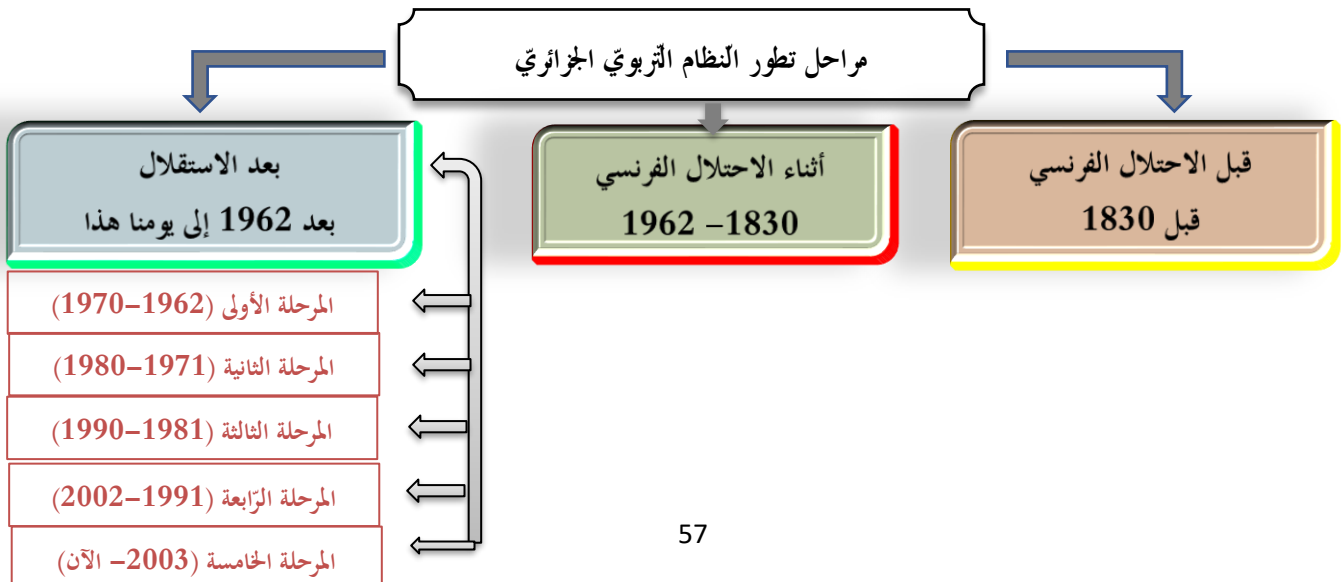 مراحل تطور النّظام التّربويّ الجزائريّ
قبل الاحتلال الفرنسي
قبل 1830
أثناء الاحتلال الفرنسي
1830 –1962
بعد الاستقلال
بعد 1962 إلى يومنا هذا
المرحلة الأولى (1962–1970)
المرحلة الثانية (1971–1980)
المرحلة الثالثة (1981–1990)
المرحلة الرّابعة (1991–2002)
المرحلة الخامسة (2003– الآن)
57